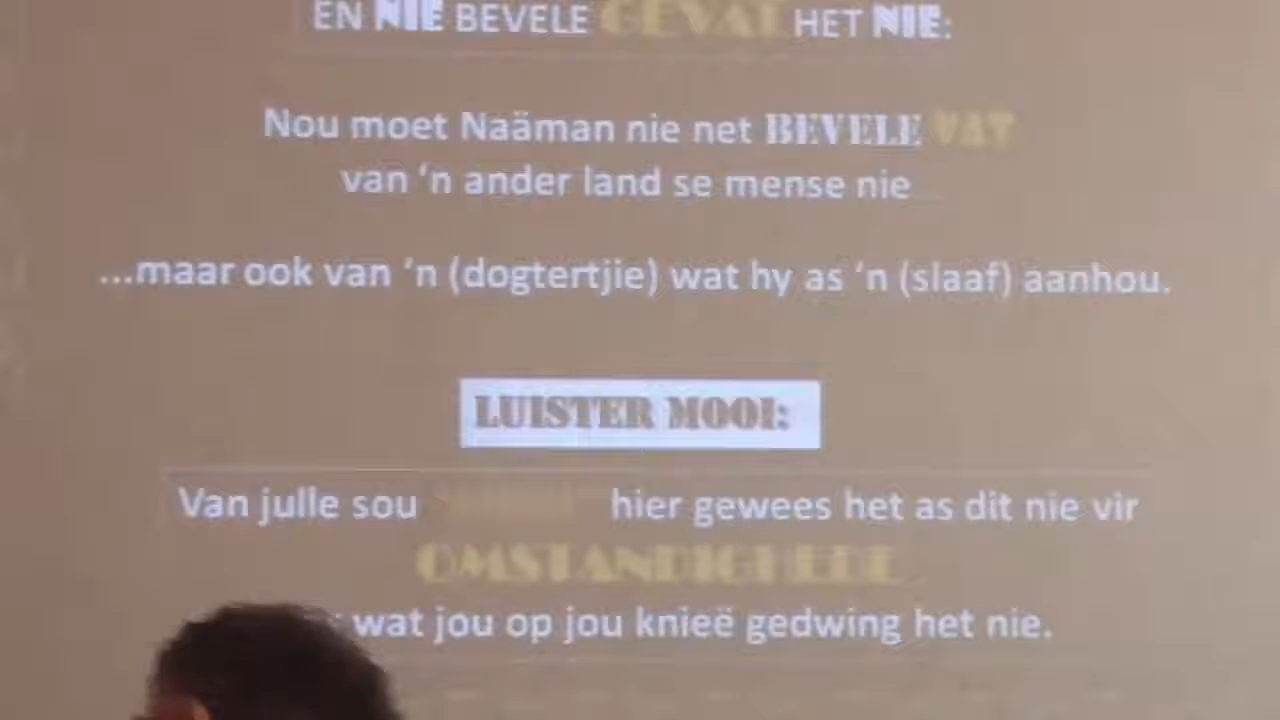 EN NIE BEVELE GEVAT HET NIE:
Nou moet Naäman nie net BEVELE VAT
van ‘n ander land se mense nie
...maar ook van ‘n (dogtertjie) wat hy as ‘n (slaaf) aanhou.
LUISTER MOOI:
Van julle sou hier gewees het as dit nie vir
OMSTANDIGHEDE
wat jou op jou knieë gedwing het nie.